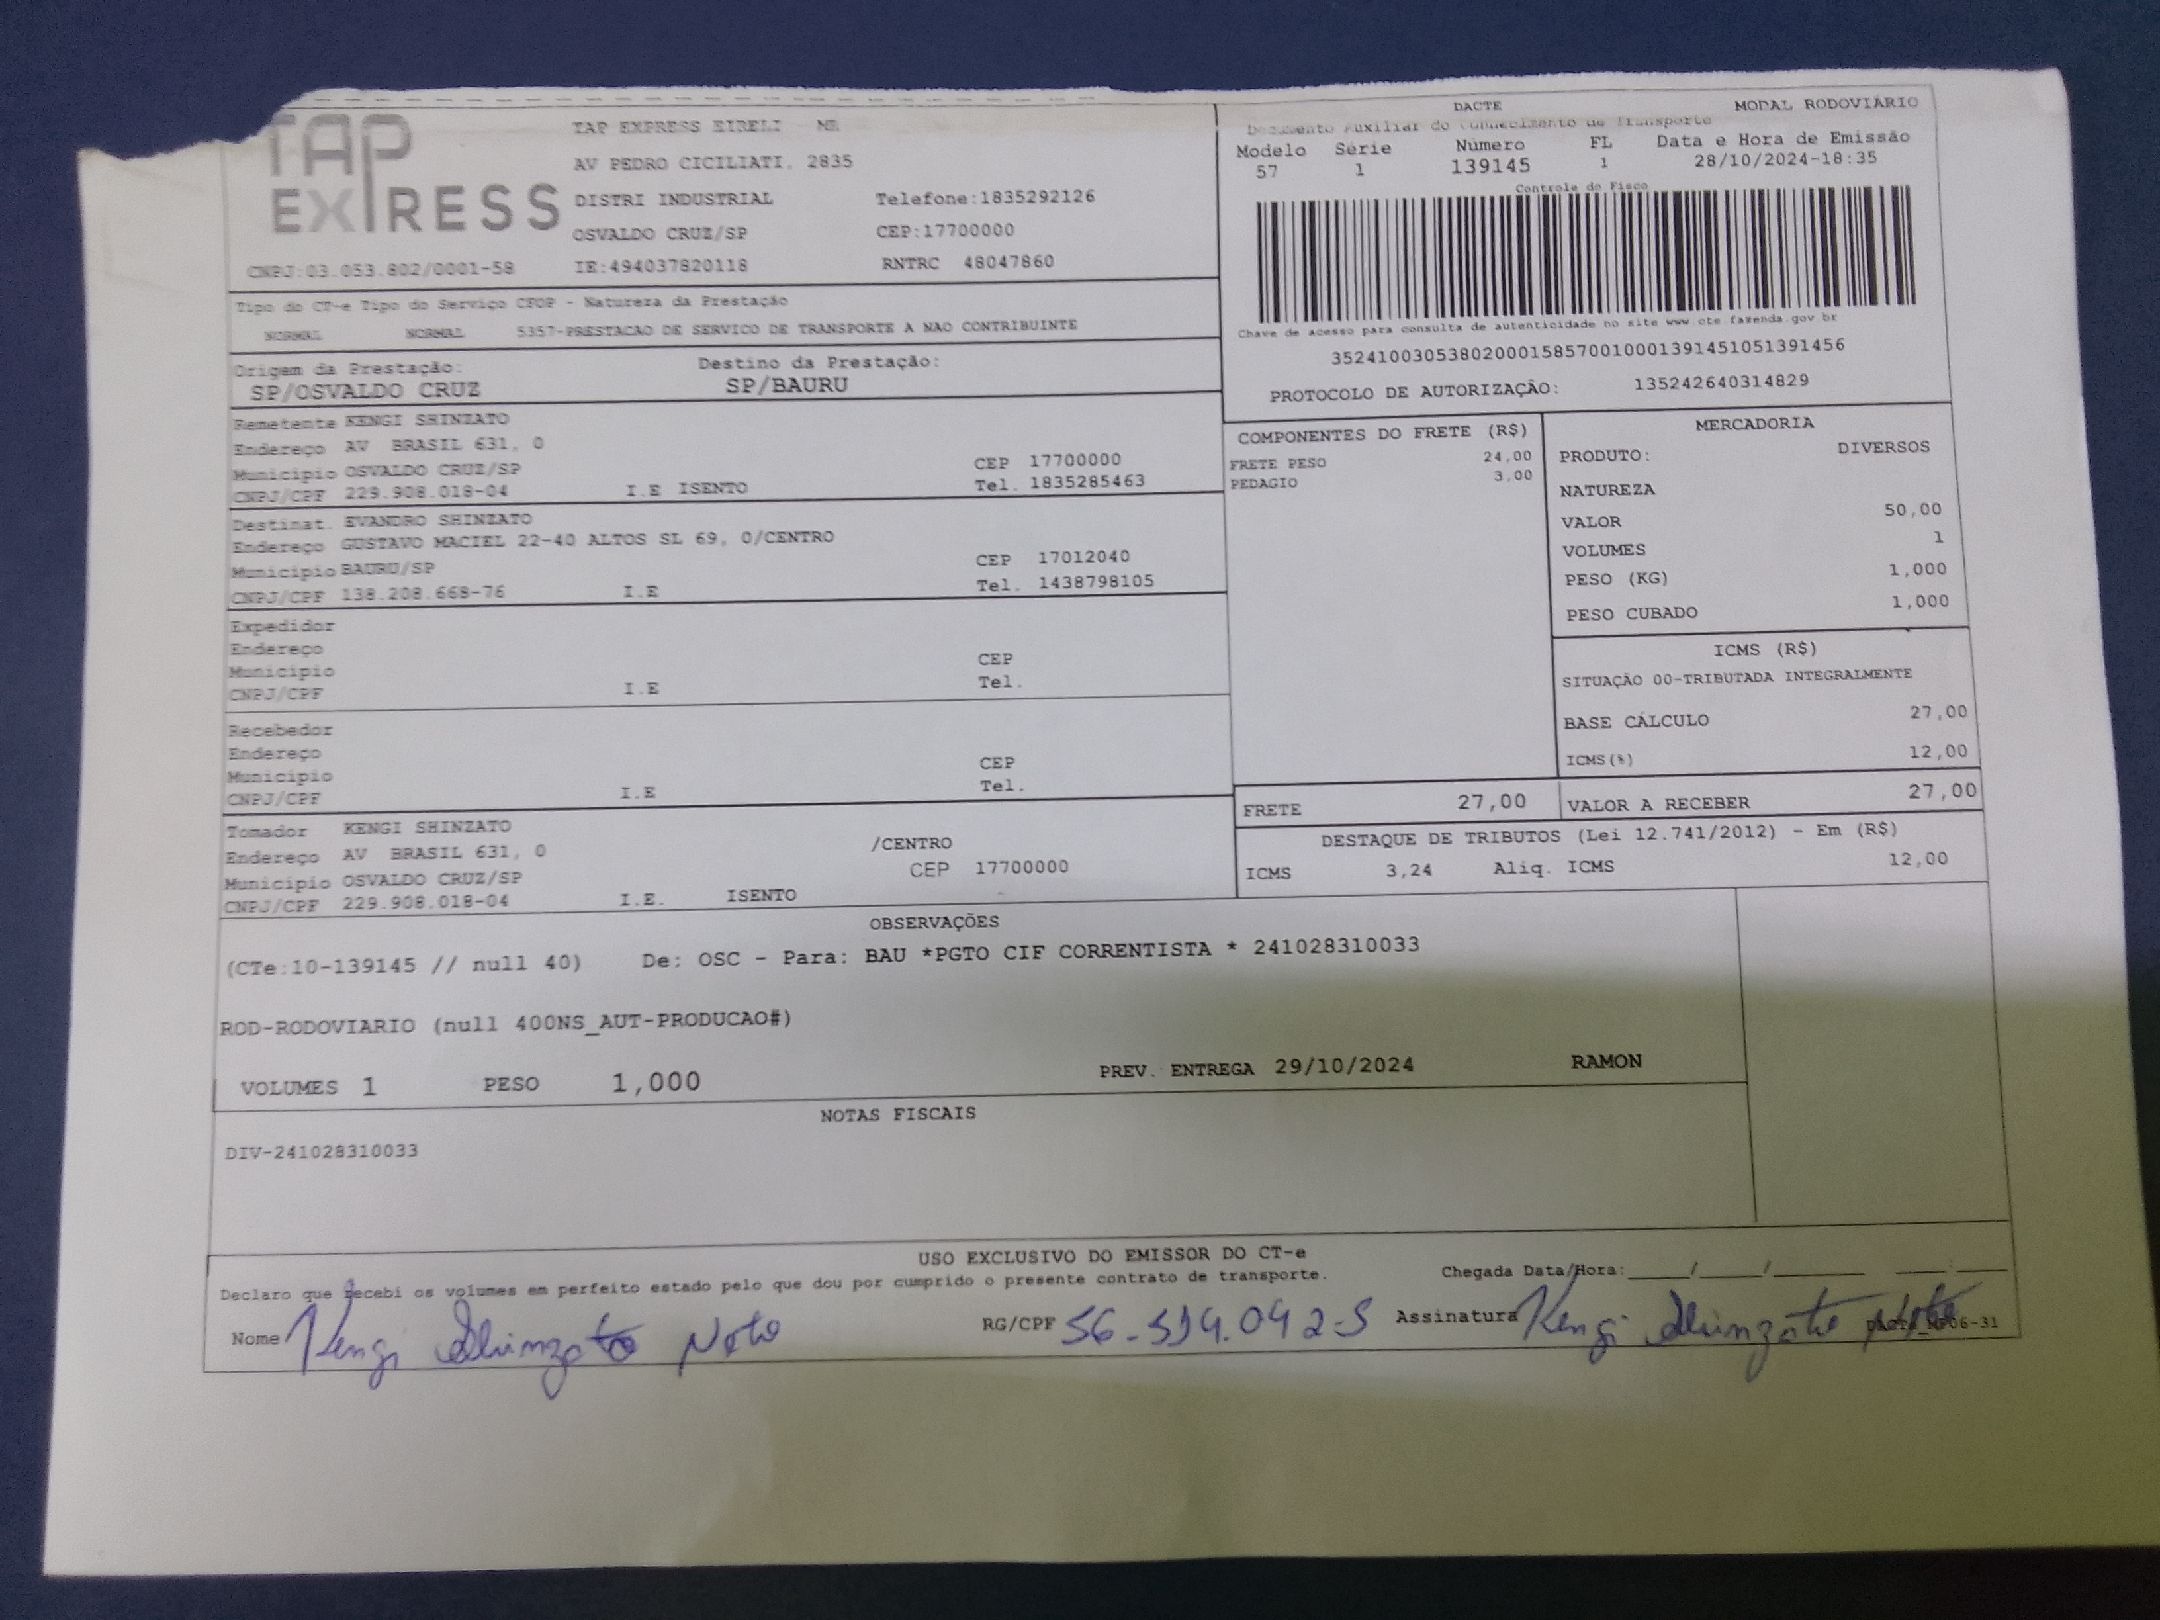 TAP EXPRESS
TAP EXPRESS EIRELI ME
AV PEDRO CICILIATI, 2835
DISTRI INDUSTRIAL Telefone:1835292126
OSVALDO CRUZ/SP CEP:17700000
CNPJ:03.053.802/0001-58 IE:494037820118 RNTRC 48047860
DACTE MODAL RODOVIÁRIO
Documento Auxiliar do Conhecimento de Transporte
Modelo Série Número FL Data e Hora de Emissão
57 1 139145 1 28/10/2024-18:35
Controle do Fisco
Chave de acesso para consulta de autenticidade no site www.cte.fazenda.gov.br
35241003053802000158570010001391451051391456
PROTOCOLO DE AUTORIZAÇÃO: 135242640314829
Tipo do CT-e Tipo do Serviço CFOP - Natureza da Prestação
NORMAL NORMAL 5357-PRESTACAO DE SERVICO DE TRANSPORTE A NAO CONTRIBUINTE
Origem da Prestação: Destino da Prestação:
SP/OSVALDO CRUZ SP/BAURU
Remetente KENGI SHINZATO
Endereço AV BRASIL 631, 0
Município OSVALDO CRUZ/SP CEP 17700000
CNPJ/CPF 229.908.018-04 I.E ISENTO Tel. 1835285463
Destinat. EVANDRO SHINZATO
Endereço GUSTAVO MACIEL 22-40 ALTOS SL 69, 0/CENTRO
Município BAURU/SP CEP 17012040
CNPJ/CPF 138.208.668-76 I.E Tel. 1438798105
Expedidor
Endereço
Município CEP
CNPJ/CPF I.E Tel.
Recebedor
Endereço
Município CEP
CNPJ/CPF I.E Tel.
Tomador KENGI SHINZATO
Endereço AV BRASIL 631, 0 /CENTRO
Município OSVALDO CRUZ/SP CEP 17700000
CNPJ/CPF 229.908.018-04 I.E. ISENTO
COMPONENTES DO FRETE (R$)
FRETE PESO 24,00
PEDAGIO 3,00
MERCADORIA
PRODUTO: DIVERSOS
NATUREZA
VALOR 50,00
VOLUMES 1
PESO (KG) 1,000
PESO CUBADO 1,000
ICMS (R$)
SITUAÇÃO 00-TRIBUTADA INTEGRALMENTE
BASE CÁLCULO 27,00
ICMS(%) 12,00
FRETE 27,00 VALOR A RECEBER 27,00
DESTAQUE DE TRIBUTOS (Lei 12.741/2012) - Em (R$)
ICMS 3,24 Aliq. ICMS 12,00
OBSERVAÇÕES
(CTe:10-139145 // null 40) De: OSC - Para: BAU *PGTO CIF CORRENTISTA * 241028310033
ROD-RODOVIARIO (null 400NS_AUT-PRODUCAO#)
VOLUMES 1 PESO 1,000 PREV. ENTREGA 29/10/2024 RAMON
NOTAS FISCAIS
DIV-241028310033
USO EXCLUSIVO DO EMISSOR DO CT-e
Declaro que recebi os volumes em perfeito estado pelo que dou por cumprido o presente contrato de transporte. Chegada Data/Hora:____/____/______ ____:____
Nome Kengi Shinzato Neto RG/CPF 56.594.042-5 Assinatura Kengi Shinzato Neto